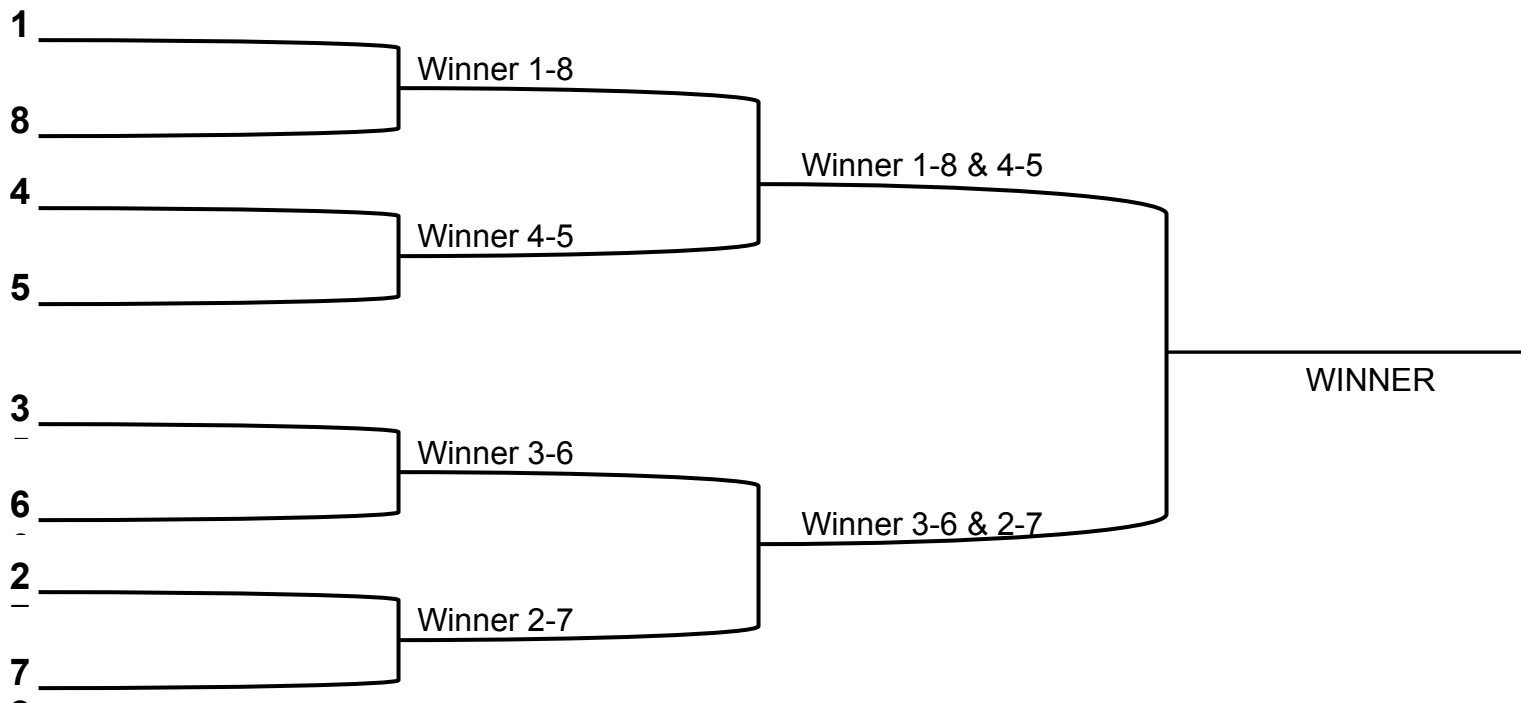 1
Winner 1-8
8
Winner 1-8 & 4-5
4
Winner 4-5
5
WINNER
3
Winner 3-6
6
Winner 3-6 & 2-7
2
Winner 2-7
7